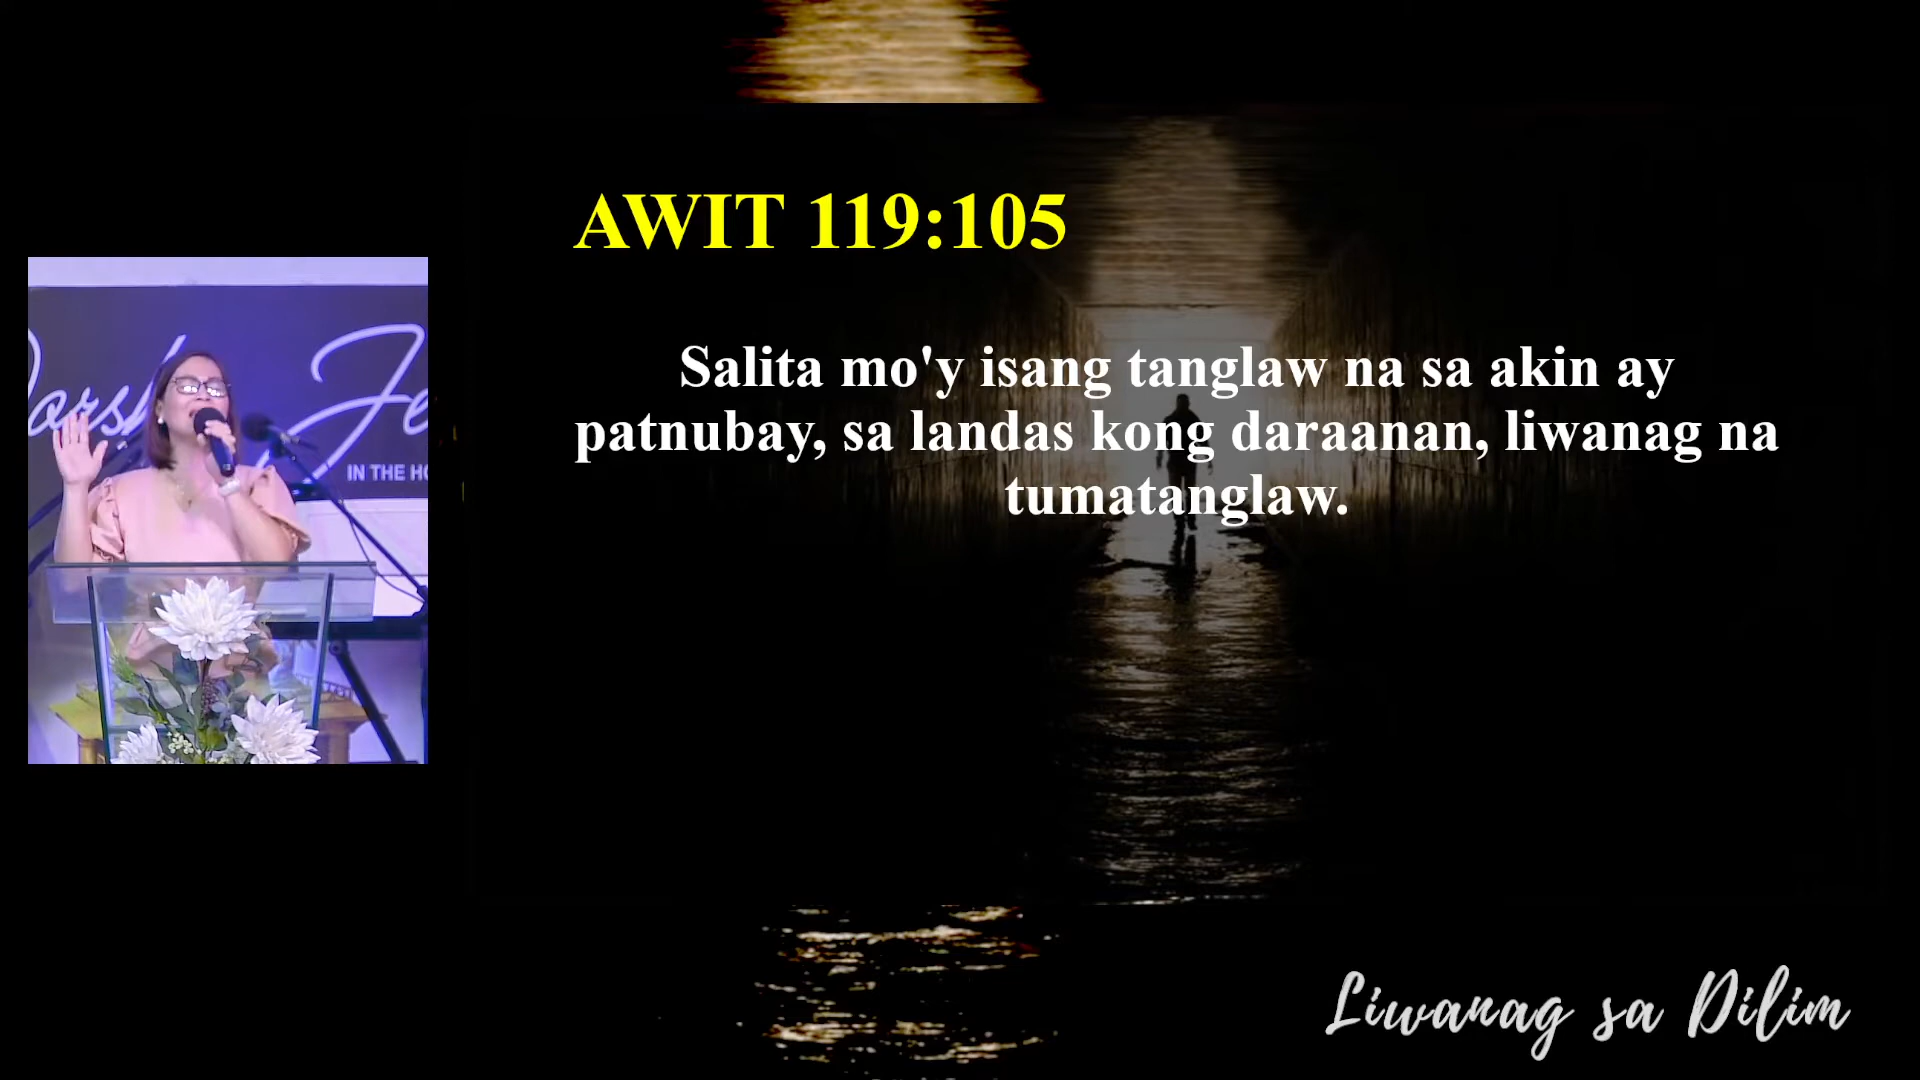 AWIT 119:105
Salita mo'y isang tanglaw na sa akin ay
patnubay, sa landas kong daraanan, liwanag na
tumatanglaw.
IN THE
Liwanag sa Dilim